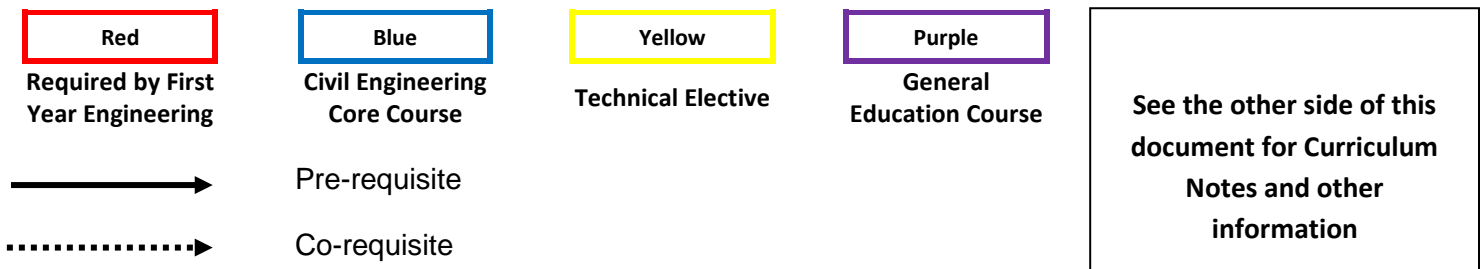 Red
Required by First
Year Engineering
Blue
Civil Engineering
Core Course
Yellow
Technical Elective
Purple
General
Education Course
Pre-requisite
Co-requisite
See the other side of this
document for Curriculum
Notes and other
information